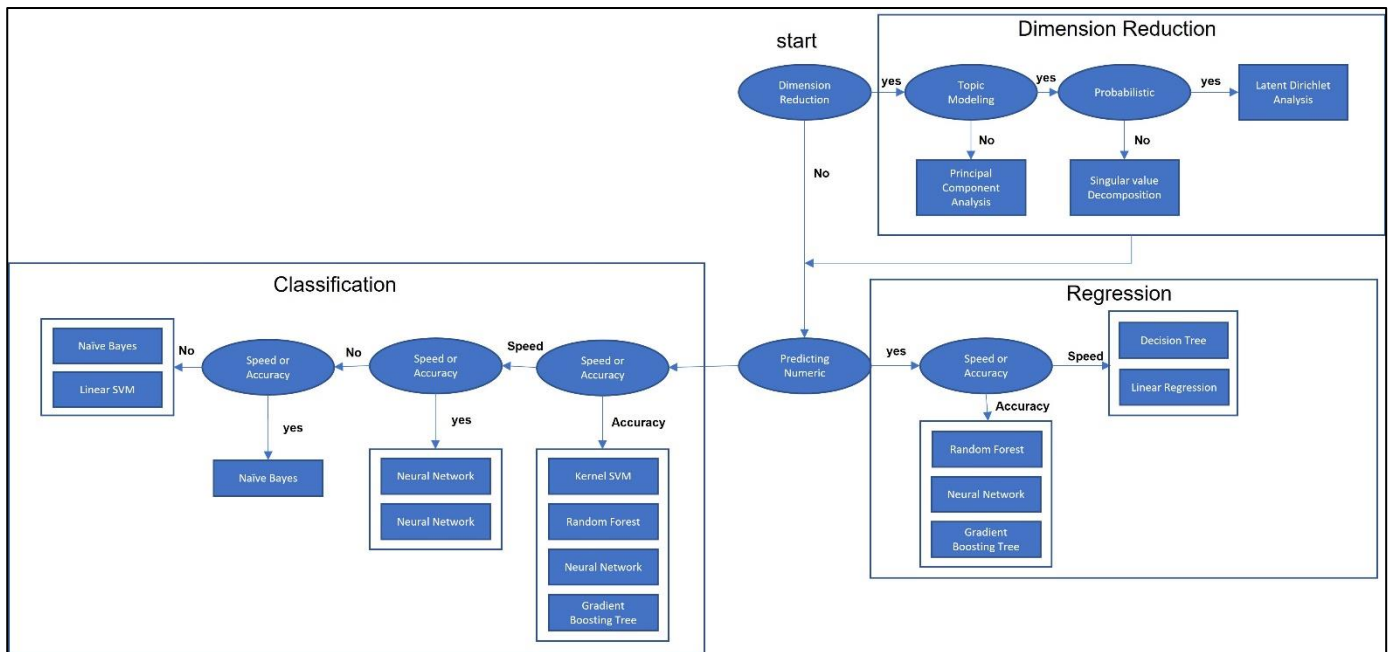 start
Dimension Reduction
Dimension
Reduction
yes
Topic
Modeling
yes
Probabilistic
yes
Latent Dirichlet
Analysis
No
No
No
Principal
Component
Analysis
Singular value
Decomposition
Classification
Regression
Naïve Bayes
Linear SVM
No
Speed or
Accuracy
No
Speed or
Accuracy
Speed
Speed or
Accuracy
Predicting
Numeric
yes
Speed or
Accuracy
Speed
Decision Tree
Linear Regression
yes
yes
Accuracy
Accuracy
Naïve Bayes
Neural Network
Neural Network
Kernel SVM
Random Forest
Neural Network
Gradient
Boosting Tree
Random Forest
Neural Network
Gradient
Boosting Tree